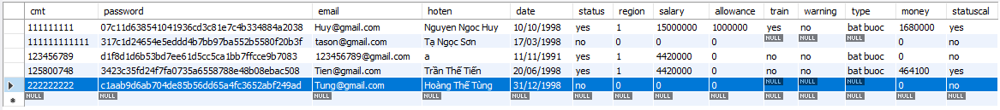 cmt password email hoten date status region salary allowance train warning type money statuscal
111111111 07c11d638541041936cd3c81e7c4b334884a2038 Huy@gmail.com Nguyen Ngoc Huy 10/10/1998 yes 1 15000000 1000000 yes no bat buoc 1680000 yes
111111111111 317c1d24654e5eddd4b7bb97ba552b5580f20b3f tason@gmail.com Tạ Ngọc Sơn 17/03/1998 no 0 0 0 NULL NULL NULL 0 no
123456789 d1f8d1d6b53bd7ee61d5cc5ca1bb7ffcce9b7083 123456789@gmail.com a 11/11/1991 yes 1 4420000 0 no no bat buoc 0 yes
125800748 3423c35fd24f7fa0735a6558788e48b08ebac508 Tien@gmail.com Trần Thế Tiến 20/06/1998 yes 1 4420000 0 no no bat buoc 464100 yes
222222222 c1aab9d6ab704de85b56dd65a4fc3652abf249ad Tung@gmail.com Hoàng Thế Tùng 31/12/1998 no 0 0 0 NULL NULL NULL 0 no
NULL NULL NULL NULL NULL NULL NULL NULL NULL NULL NULL NULL NULL NULL